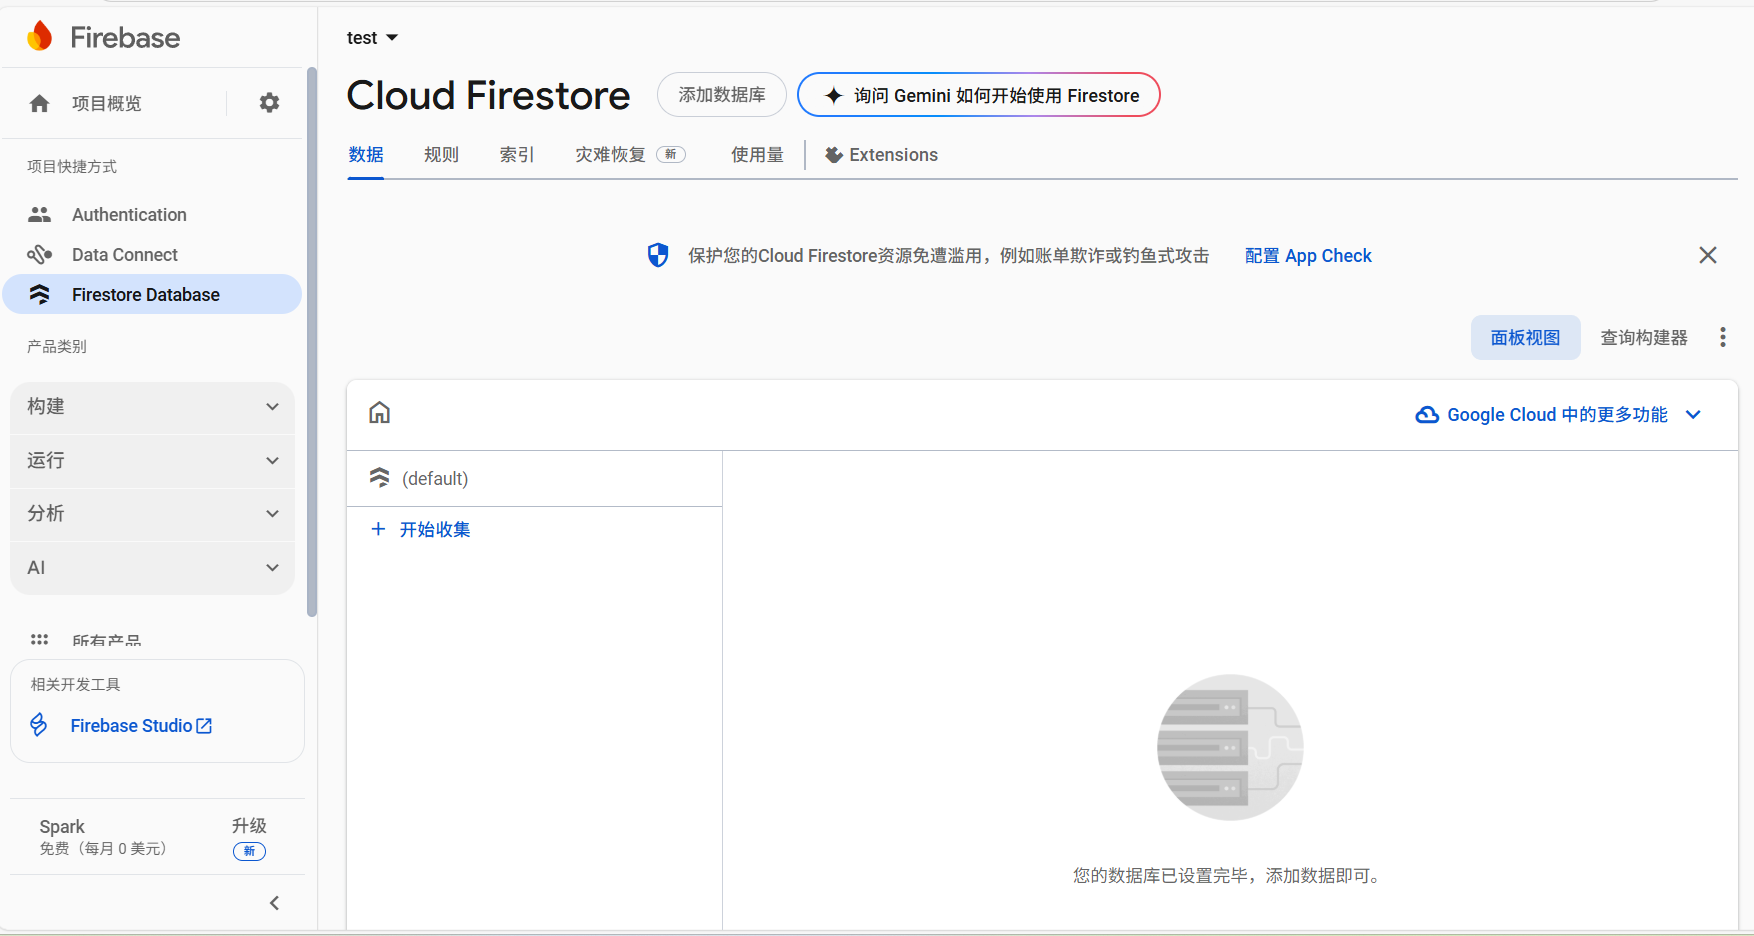 Firebase
项目概览
项目快捷方式
Authentication
Data Connect
Firestore Database
产品类别
构建
运行
分析
AI
所有产品
相关开发工具
Firebase Studio
Spark
免费（每月 0 美元）
升级
新
test
Cloud Firestore
添加数据库
询问 Gemini 如何开始使用 Firestore
数据
规则
索引
灾难恢复 新
使用量
Extensions
保护您的Cloud Firestore资源免遭滥用，例如账单欺诈或钓鱼式攻击
配置 App Check
面板视图
查询构建器
Google Cloud 中的更多功能
(default)
开始收集
您的数据库已设置完毕，添加数据即可。